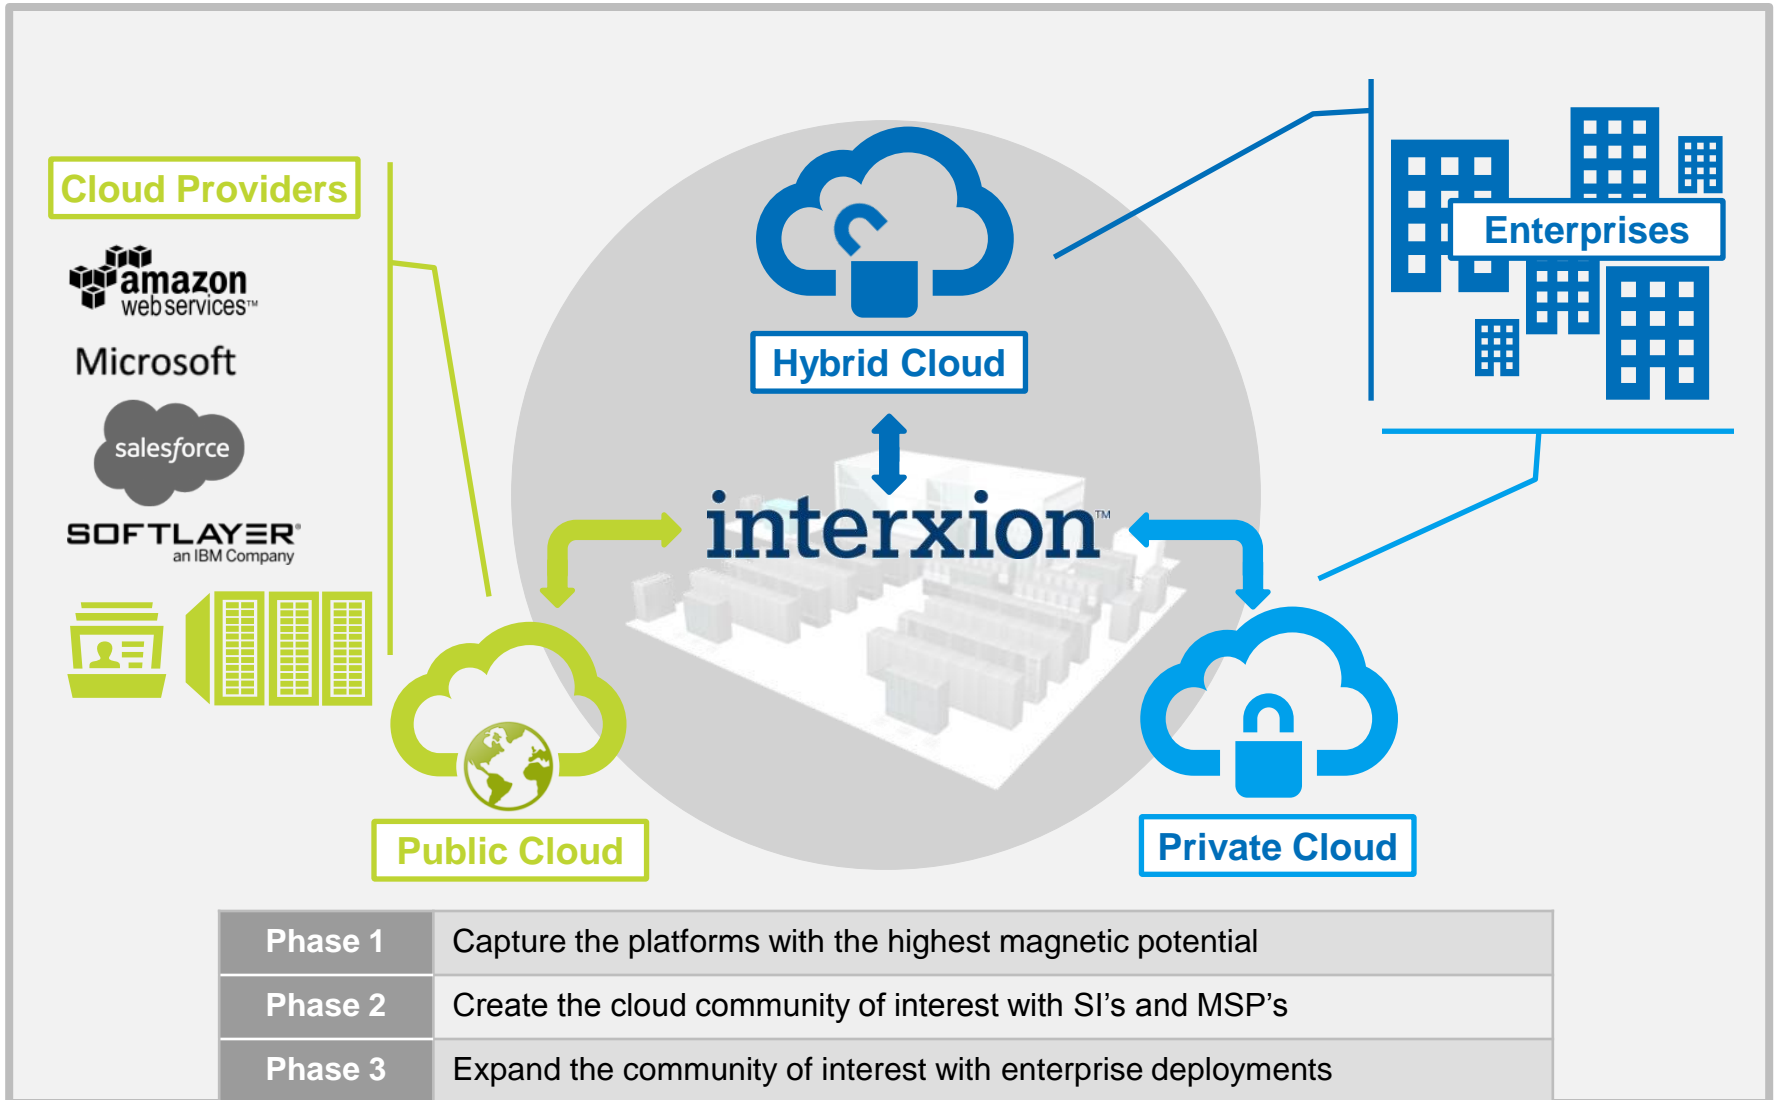 Cloud Providers
amazon
webservices™
Microsoft
salesforce
SOFTLAYER®
an IBM Company
Hybrid Cloud
Enterprises
interxion™
Public Cloud
Private Cloud
Phase 1 Capture the platforms with the highest magnetic potential
Phase 2 Create the cloud community of interest with SI’s and MSP’s
Phase 3 Expand the community of interest with enterprise deployments